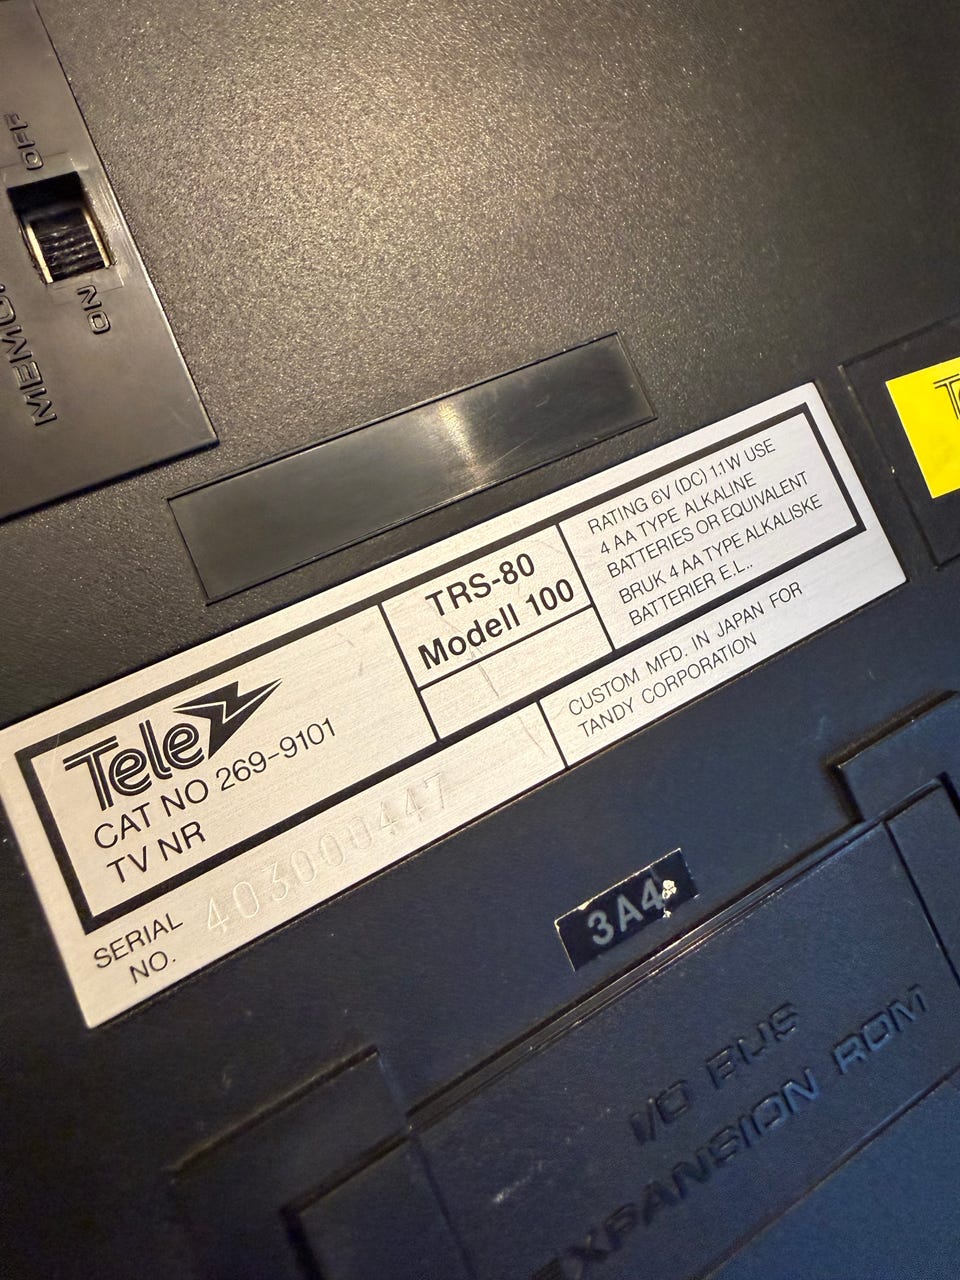 OFF
ON
Tele
CAT NO 269-9101
TV NR
SERIAL
NO.
403000447
TRS-80
Modell 100
RATING 6V (DC) 1.1W USE
4 AA TYPE ALKALINE
BATTERIES OR EQUIVALENT
BRUK 4 AA TYPE ALKALISKE
BATTERIER E.L..
CUSTOM MFD. IN JAPAN FOR
TANDY CORPORATION
3A4
I/O BUS
EXPANSION ROM